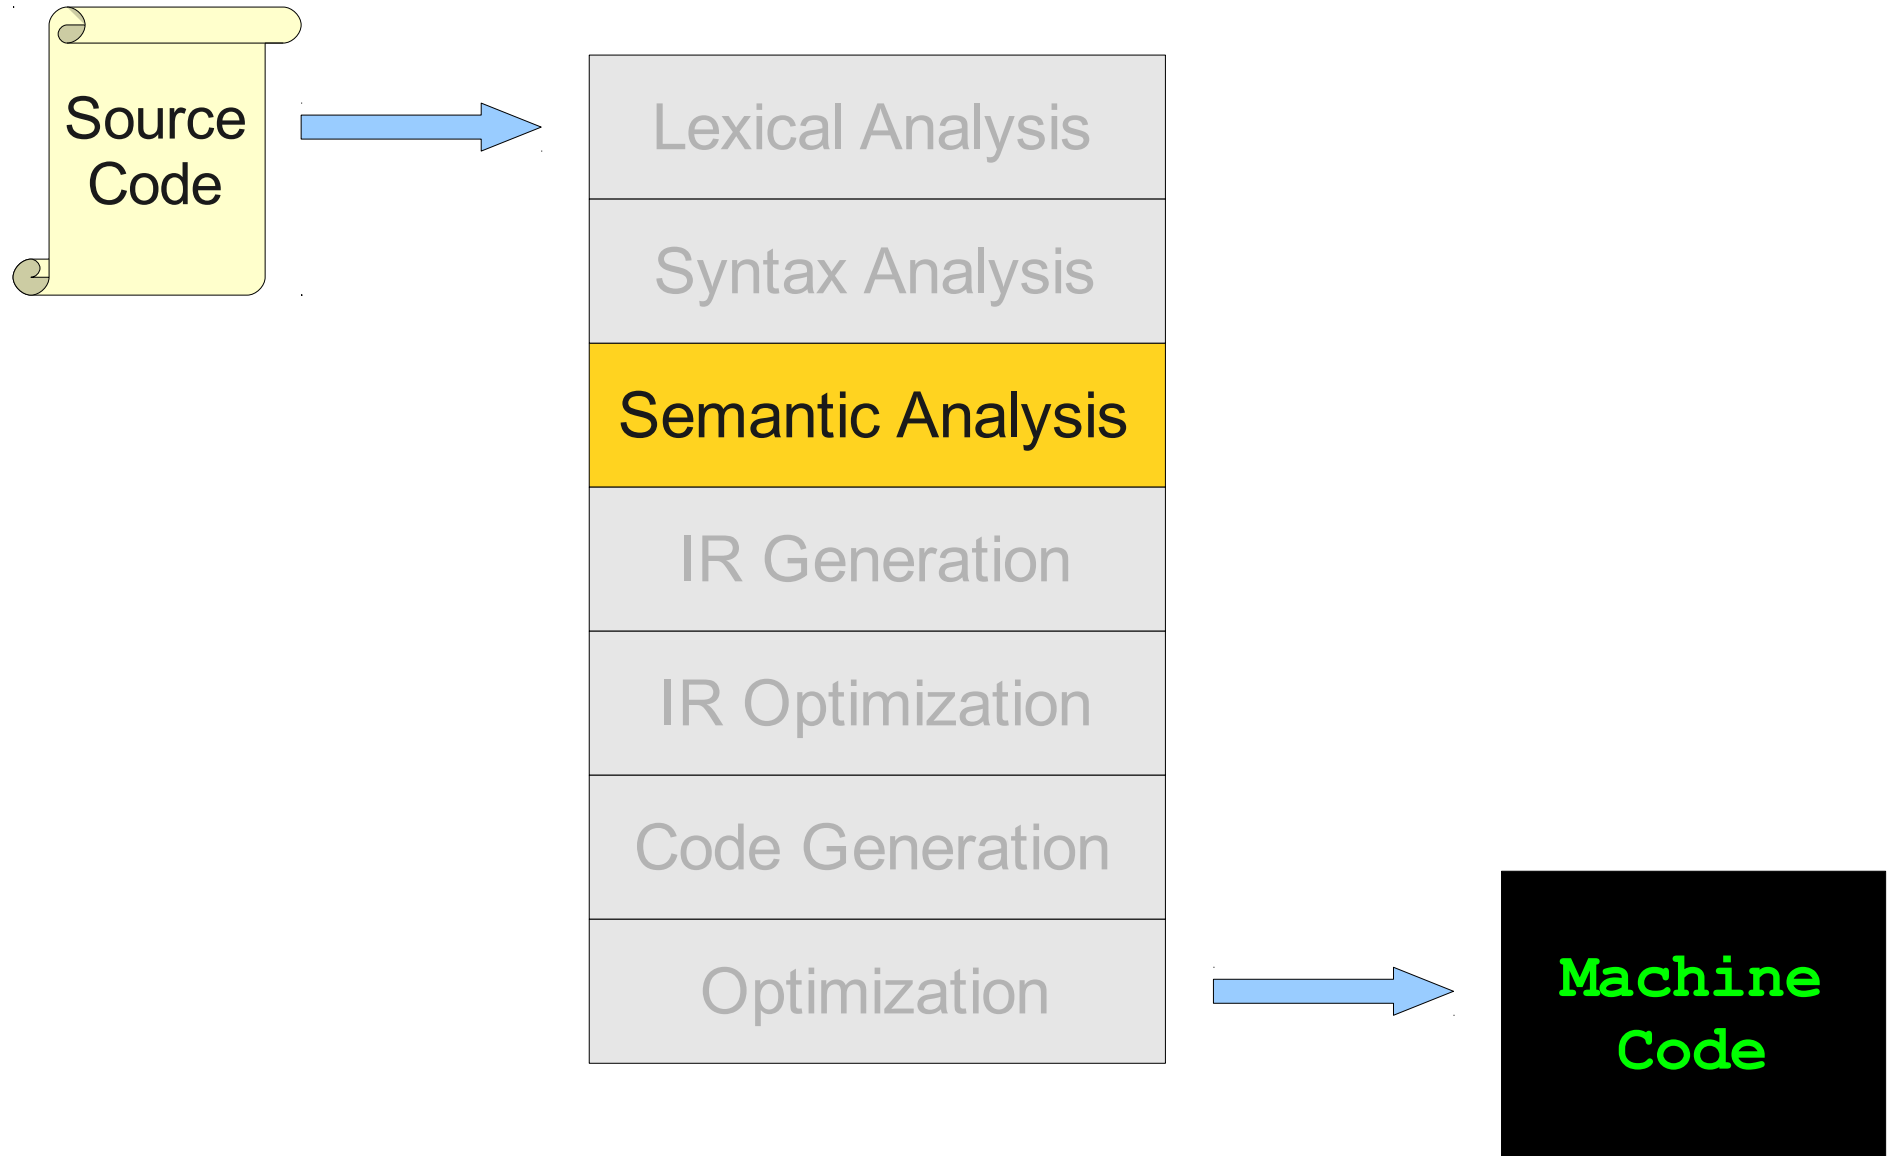 Source
Code
Lexical Analysis
Syntax Analysis
Semantic Analysis
IR Generation
IR Optimization
Code Generation
Optimization
Machine
Code